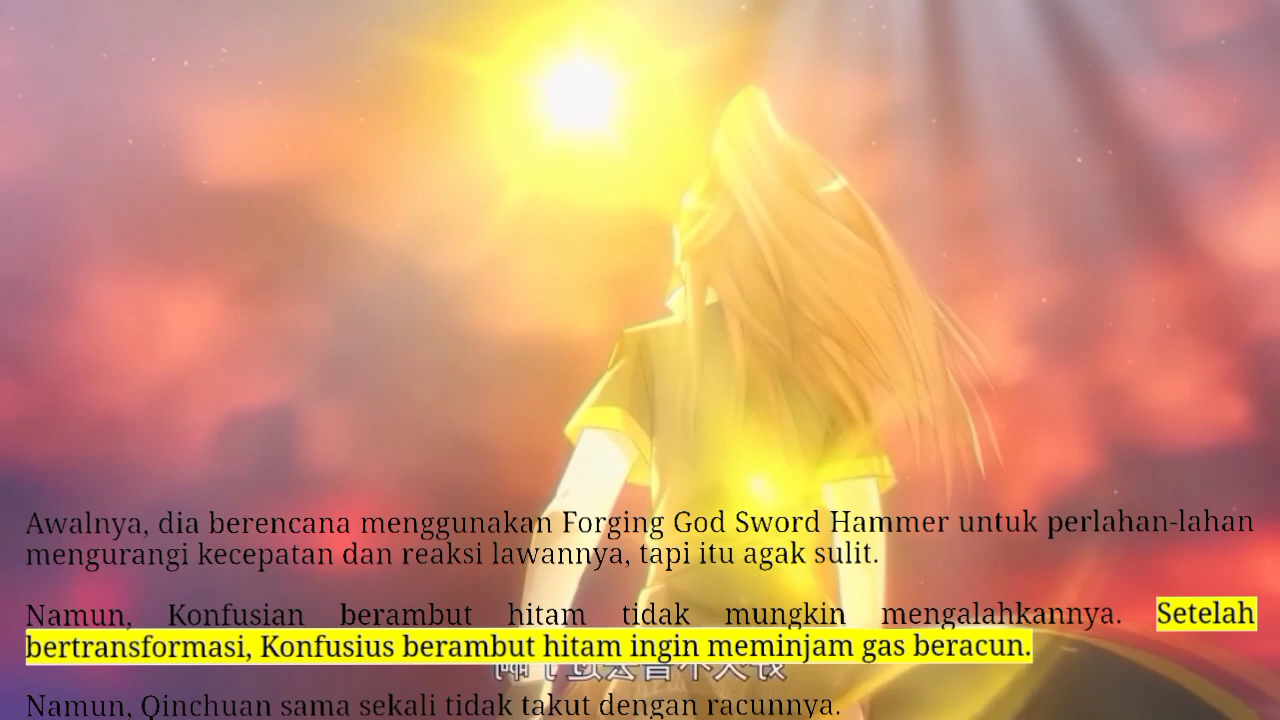 Awalnya, dia berencana menggunakan Forging God Sword Hammer untuk perlahan-lahan
mengurangi kecepatan dan reaksi lawannya, tapi itu agak sulit.
Namun, Konfusian berambut hitam tidak mungkin mengalahkannya. Setelah
bertransformasi, Konfusius berambut hitam ingin meminjam gas beracun.
Namun, Qinchuan sama sekali tidak takut dengan racunnya.